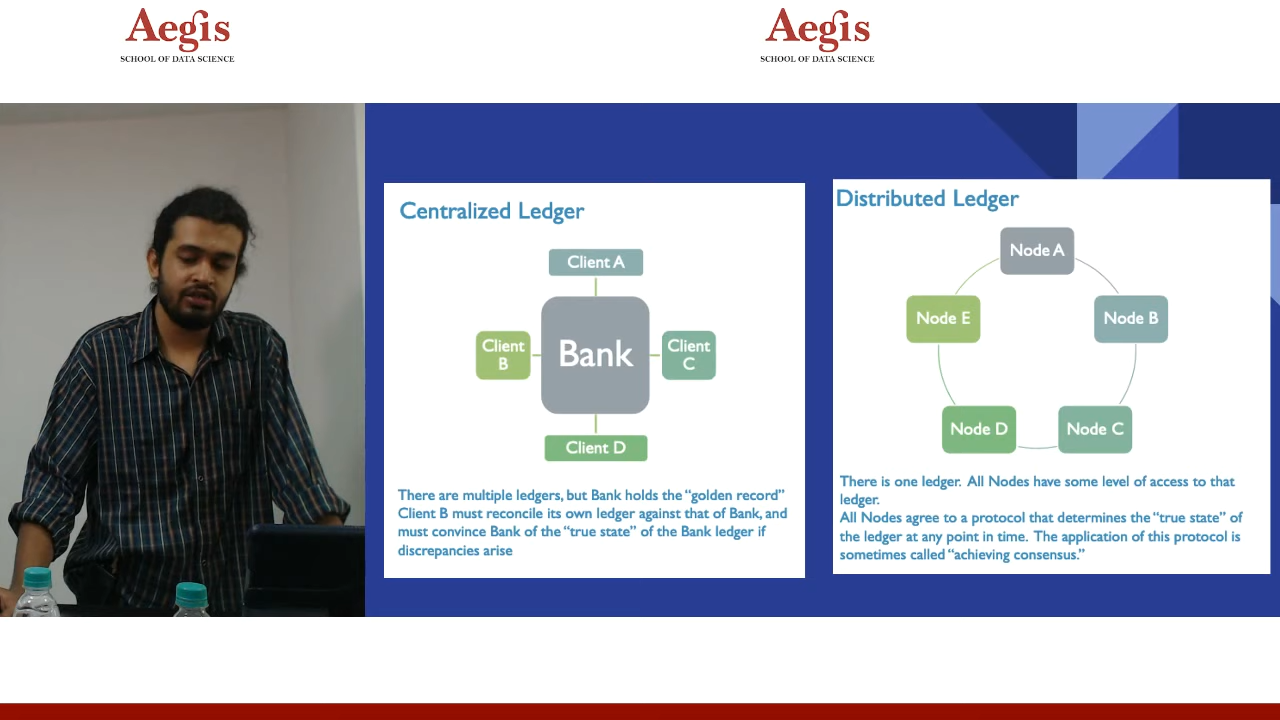 Aegis
SCHOOL OF DATA SCIENCE
Aegis
SCHOOL OF DATA SCIENCE
Centralized Ledger
Client A
Client
B
Bank
Client
C
Client D
There are multiple ledgers, but Bank holds the “golden record”
Client B must reconcile its own ledger against that of Bank, and
must convince Bank of the “true state” of the Bank ledger if
discrepancies arise
Distributed Ledger
Node A
Node E
Node B
Node D
Node C
There is one ledger. All Nodes have some level of access to that
ledger.
All Nodes agree to a protocol that determines the “true state” of
the ledger at any point in time. The application of this protocol is
sometimes called “achieving consensus.”